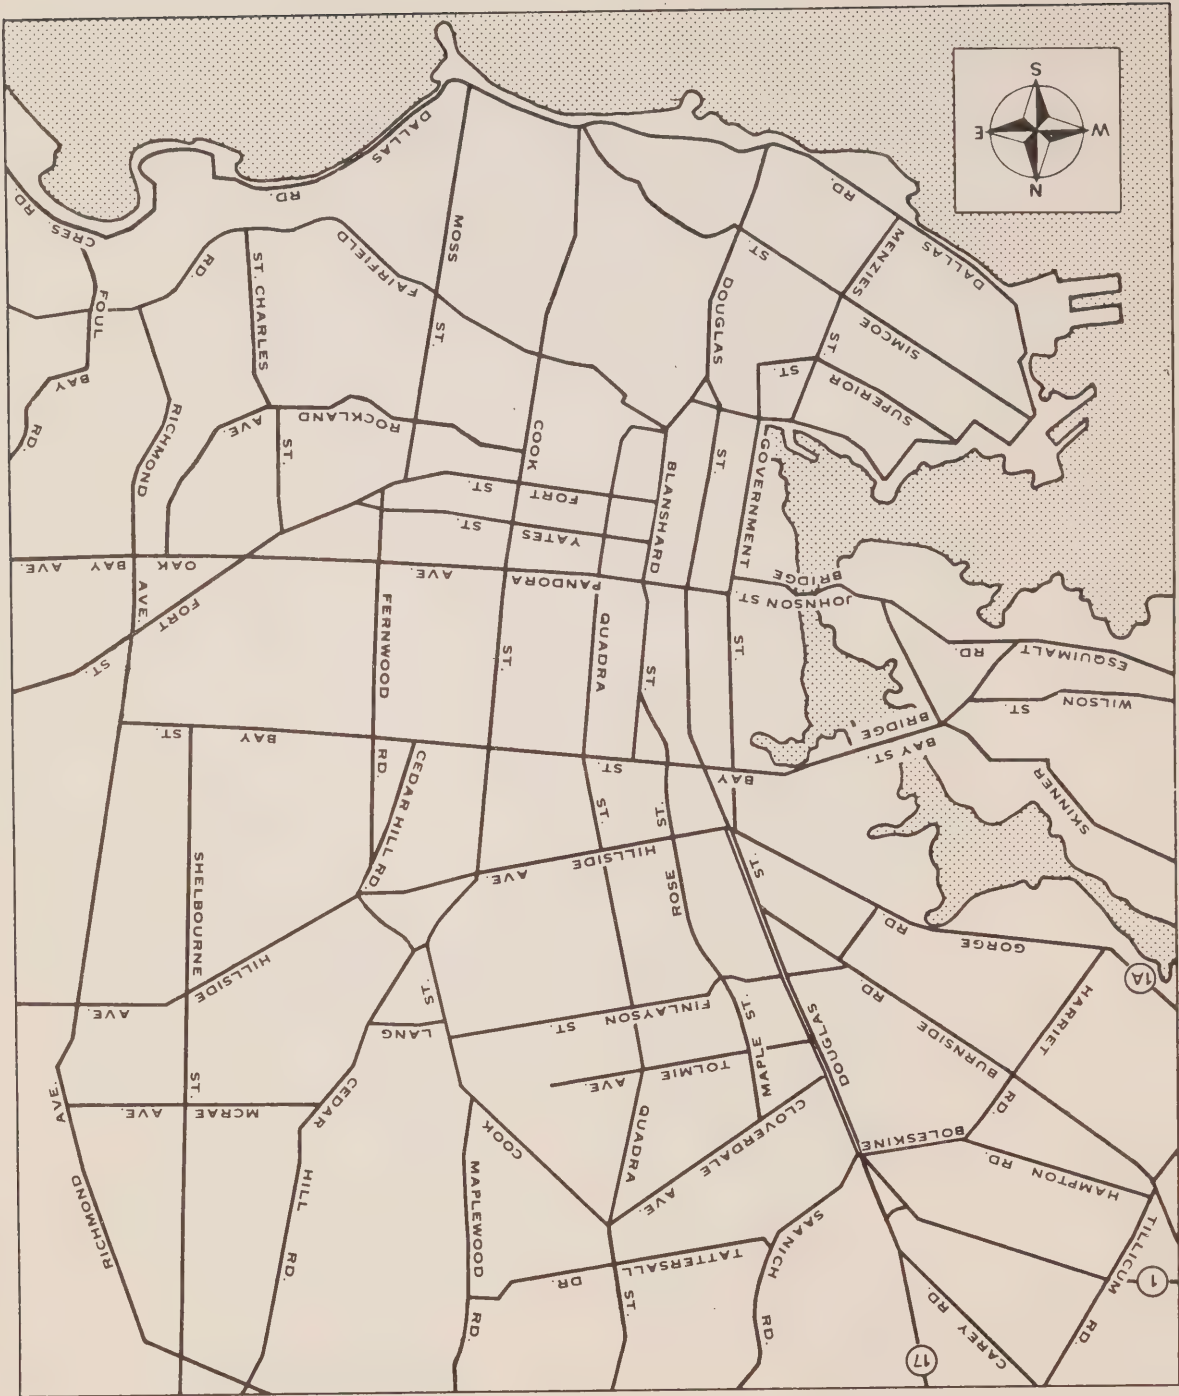 S
E
W
N
DALLAS
RD.
DALLAS
RD.
MENZIES
ST.
DALLAS
SIMCOE
ST.
SUPERIOR
ST.
DOUGLAS
ST.
GOVERNMENT
ST.
BLANSHARD
ST.
MOSS
ST.
COOK
ST.
FAIRFIELD
RD.
ST. CHARLES
ST.
FOUL
BAY
RD.
CRES
RD
RICHMOND
AVE
ROCKLAND
AVE.
FORT
ST.
YATES
ST.
OAK
BAY
AVE
PANDORA
AVE
JOHNSON ST.
BRIDGE
ESQUIMALT
RD.
WILSON
ST
SKINNER
FORT
ST.
FERNWOOD
RD.
QUADRA
ST.
BAY
ST.
BAY
ST.
BAY ST.
BRIDGE
CEDAR HILL RD.
SHELBOURNE
ST.
HILLSIDE
AVE.
HILLSIDE
AVE.
ROSE
ST.
ST.
GORGE
RD.
1A
HARRIET
RD.
BURNSIDE
RD.
LANG
ST.
FINLAYSON
ST.
MAPLE
ST.
DOUGLAS
TOLMIE
AVE
CLOVERDALE
AVE.
QUADRA
ST.
COOK
MCRAE
AVE
CEDAR
HILL
RD.
RICHMOND
AVE.
MAPLEWOOD
RD.
TATTERSALL
DR.
SAANICH
RD.
BOLESKINE
HAMPTON
RD.
TILLICUM
RD.
CAREY
RD.
1
17